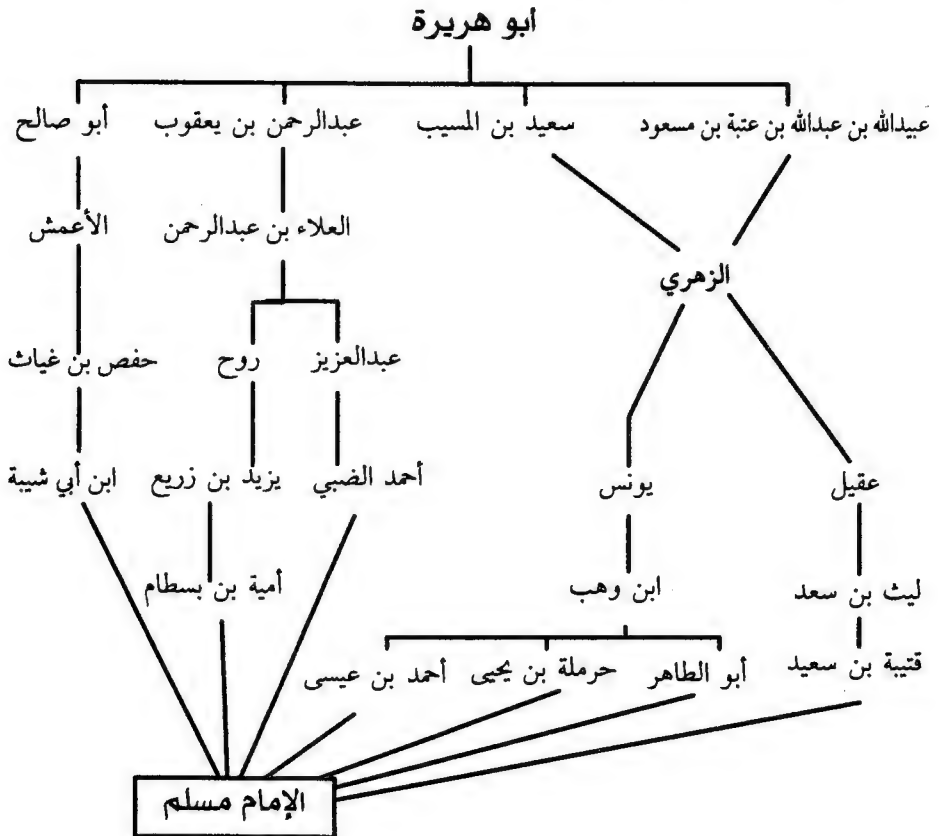 أبو هريرة
عبيدالله بن عبدالله بن عتبة بن مسعود
سعيد بن المسيب
عبدالرحمن بن يعقوب
أبو صالح
العلاء بن عبدالرحمن
الأعمش
الزهري
عبدالعزيز
روح
حفص بن غياث
عقيل
يونس
أحمد الضبي
يزيد بن زريع
ابن أبي شيبة
ليث بن سعد
ابن وهب
أمية بن بسطام
قتيبة بن سعيد
أبو الطاهر
حرملة بن يحيى
أحمد بن عيسى
الإمام مسلم